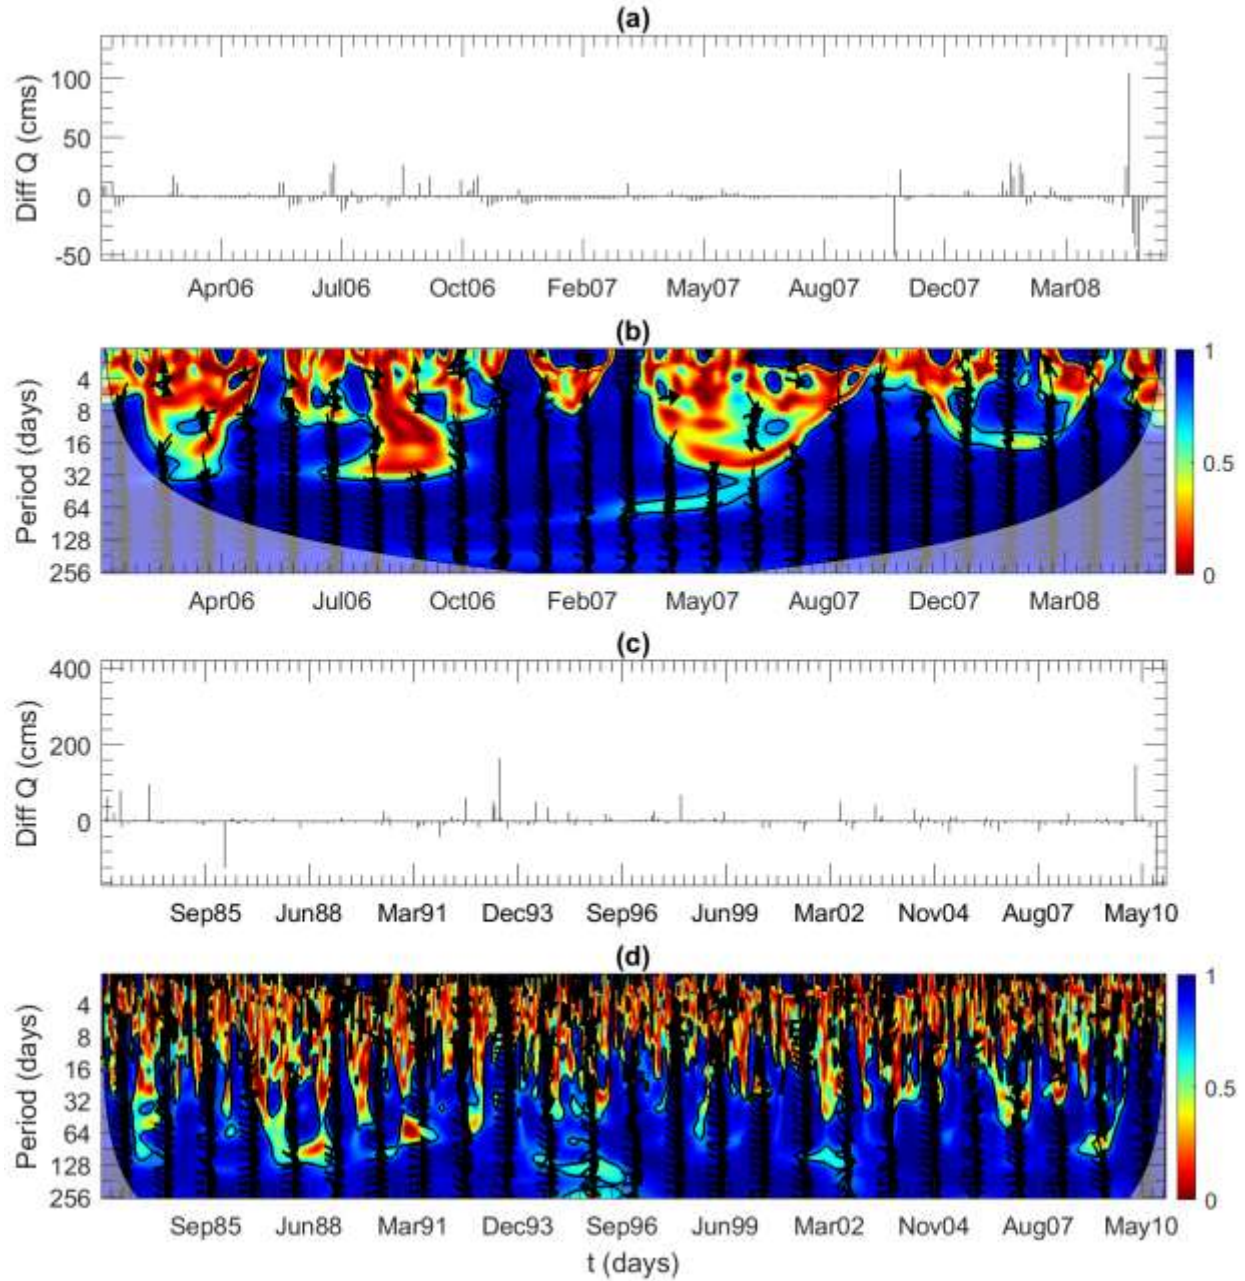 (a)
Diff Q (cms)
100
50
0
-50
Apr06 Jul06 Oct06 Feb07 May07 Aug07 Dec07 Mar08
(b)
Period (days)
4
8
16
32
64
128
256
1
0.5
0
Apr06 Jul06 Oct06 Feb07 May07 Aug07 Dec07 Mar08
(c)
Diff Q (cms)
400
200
0
Sep85 Jun88 Mar91 Dec93 Sep96 Jun99 Mar02 Nov04 Aug07 May10
(d)
Period (days)
4
8
16
32
64
128
256
1
0.5
0
Sep85 Jun88 Mar91 Dec93 Sep96 Jun99 Mar02 Nov04 Aug07 May10
t (days)